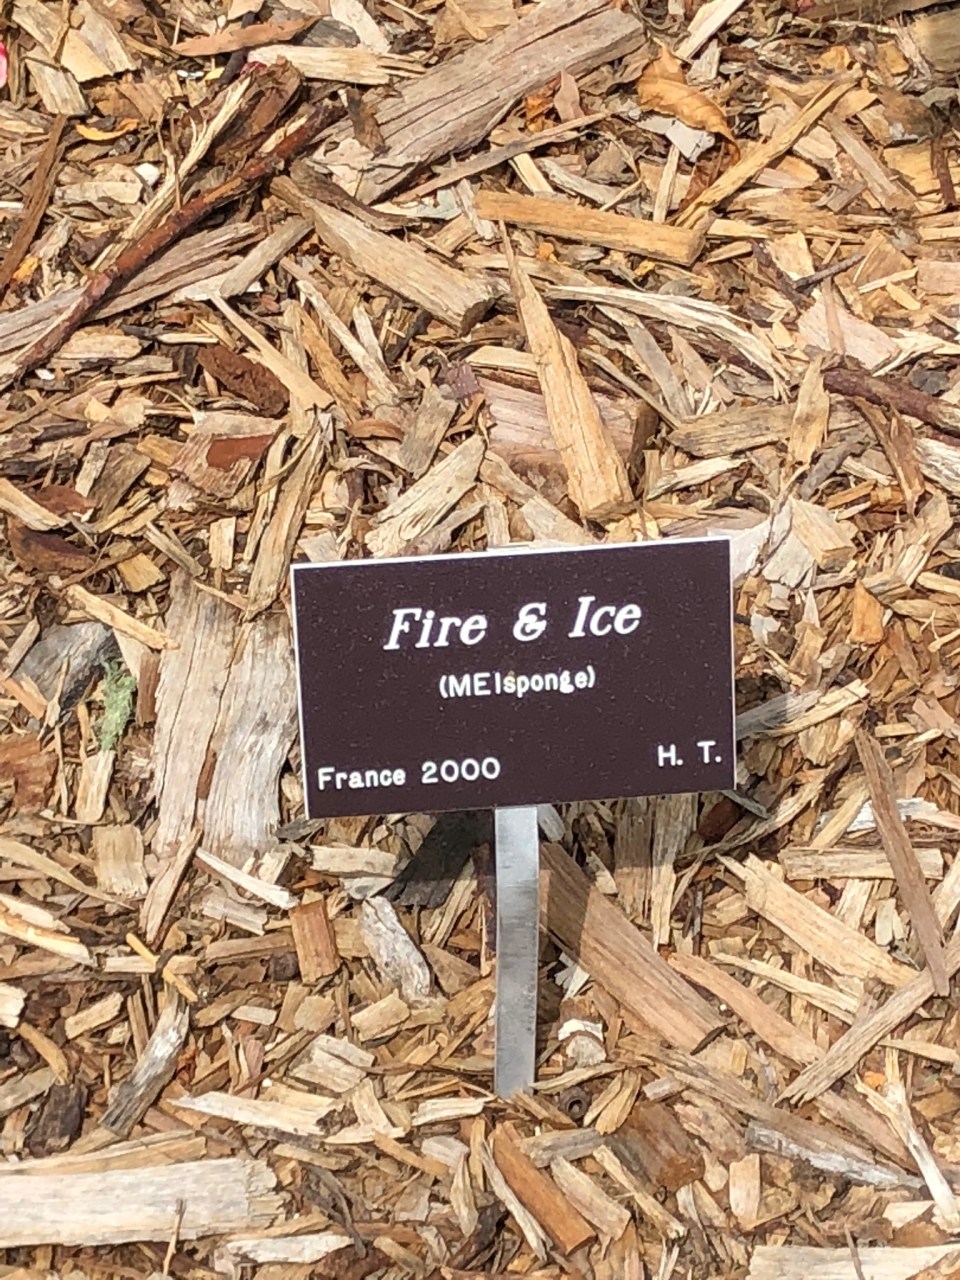 Fire & Ice
(MEIsponge)
France 2000
H. T.